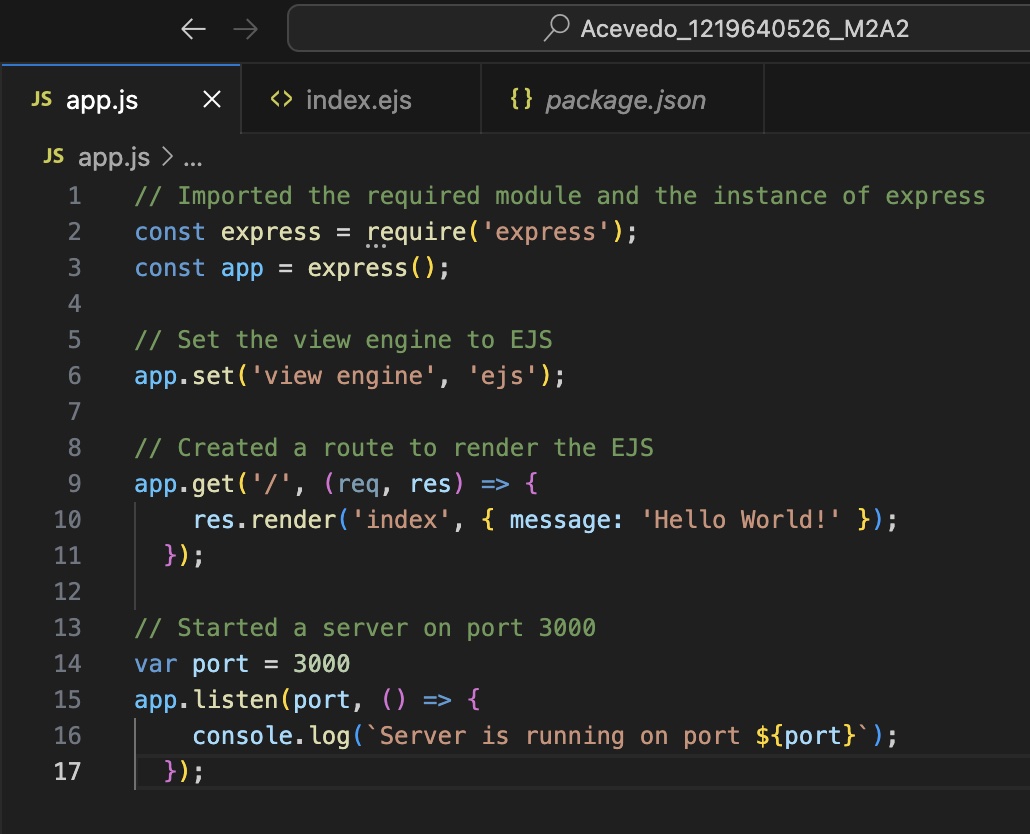 Acevedo_1219640526_M2A2
JS app.js
<> index.ejs
{} package.json
JS app.js > ...
1 // Imported the required module and the instance of express
2 const express = require('express');
3 const app = express();
4
5 // Set the view engine to EJS
6 app.set('view engine', 'ejs');
7
8 // Created a route to render the EJS
9 app.get('/', (req, res) => {
10     res.render('index', { message: 'Hello World!' });
11   });
12
13 // Started a server on port 3000
14 var port = 3000
15 app.listen(port, () => {
16     console.log(`Server is running on port ${port}`);
17   });